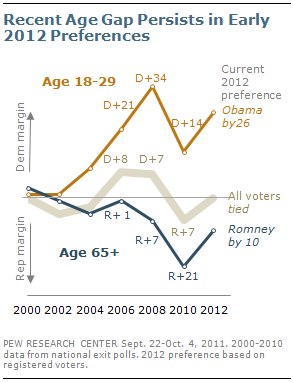 Recent Age Gap Persists in Early
2012 Preferences
Age 18-29
Current
2012
preference
D+34
D+21
Obama
by26
D+14
Dem margin
D+8
D+7
All voters
tied
R+ 1
R+7
R+7
Romney
by 10
Rep margin
Age 65+
R+21
2000 2002 2004 2006 2008 2010 2012
PEW RESEARCH CENTER Sept. 22-Oct. 4, 2011. 2000-2010
data from national exit polls. 2012 preference based on
registered voters.